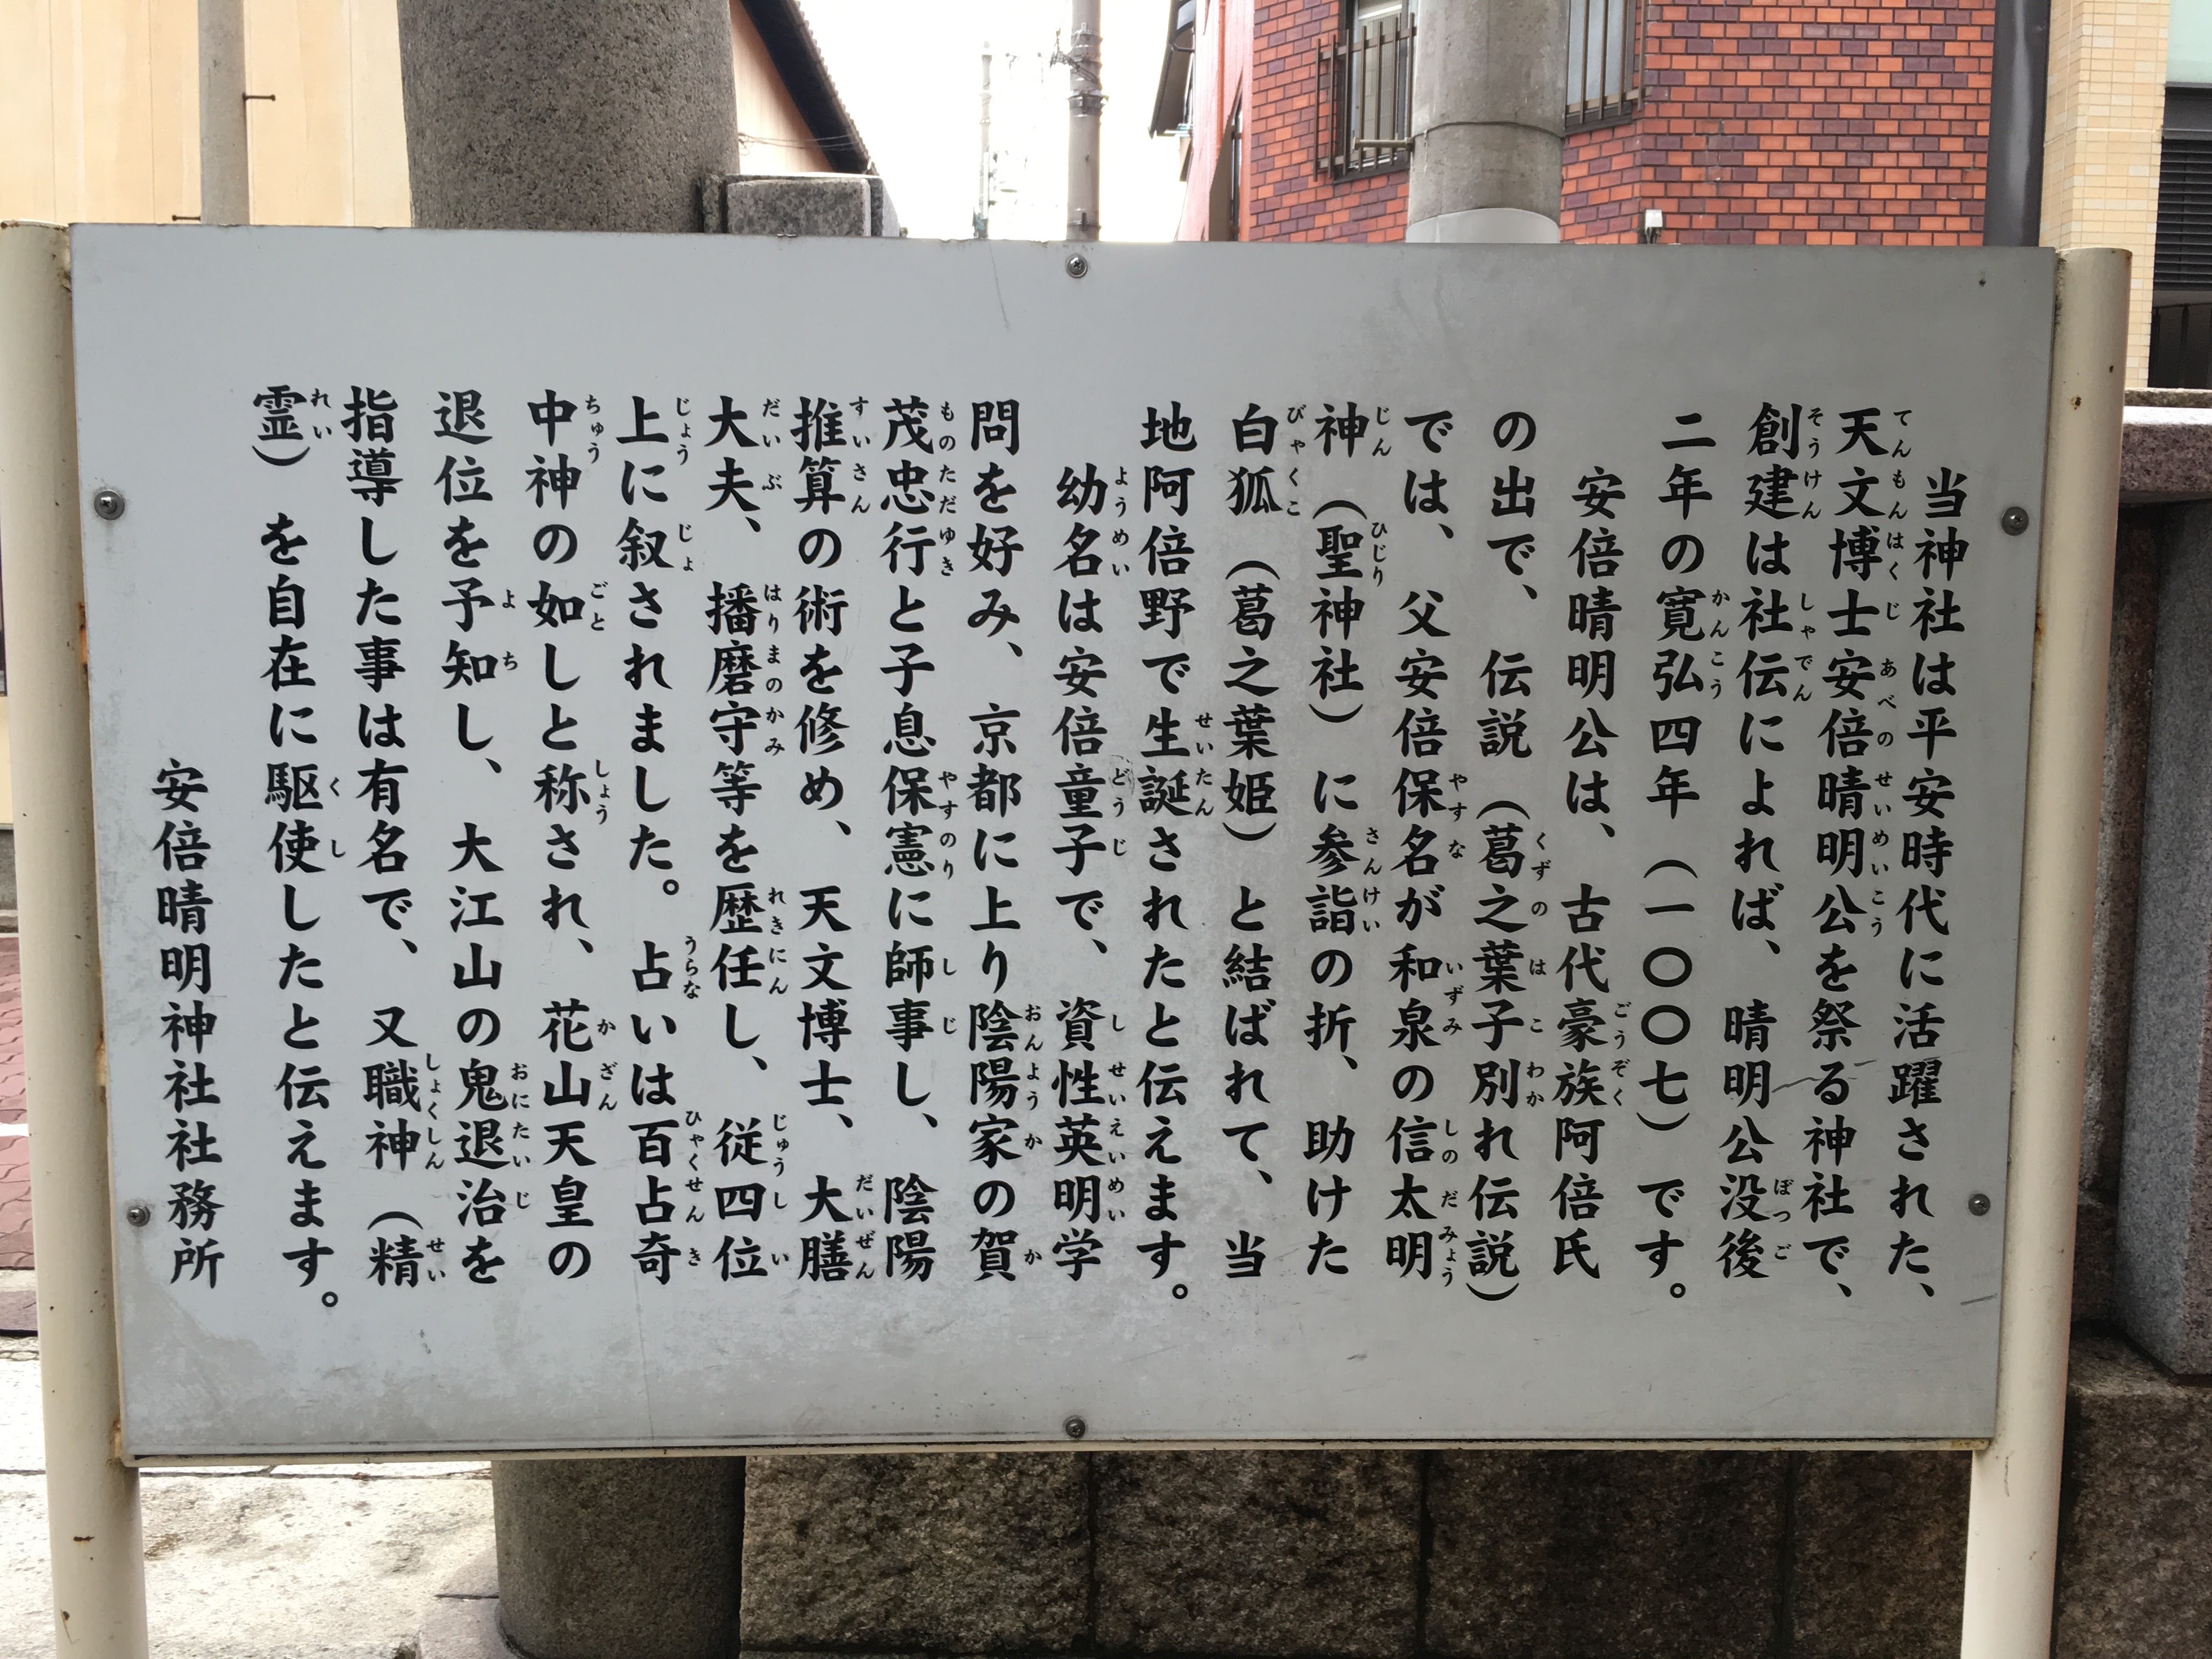 当神社は平安時代に活躍された、
天文博士安倍晴明公を祭る神社で、
創建は社伝によれば、晴明公没後
二年の寛弘四年（一〇〇七）です。
安倍晴明公は、古代豪族阿倍氏
の出で、伝説（葛之葉子別れ伝説）
では、父安倍保名が和泉の信太明
神（聖神社）に参詣の折、助けた
白狐（葛之葉姫）と結ばれて、当
地阿倍野で生誕されたと伝えます。
幼名は安倍童子で、資性英明学
問を好み、京都に上り陰陽家の賀
茂忠行と子息保憲に師事し、陰陽
推算の術を修め、天文博士、大膳
大夫、播磨守等を歴任し、従四位
上に叙されました。占いは百占奇
中神の如しと称され、花山天皇の
退位を予知し、大江山の鬼退治を
指導した事は有名で、又職神（精
霊）を自在に駆使したと伝えます。
安倍晴明神社社務所